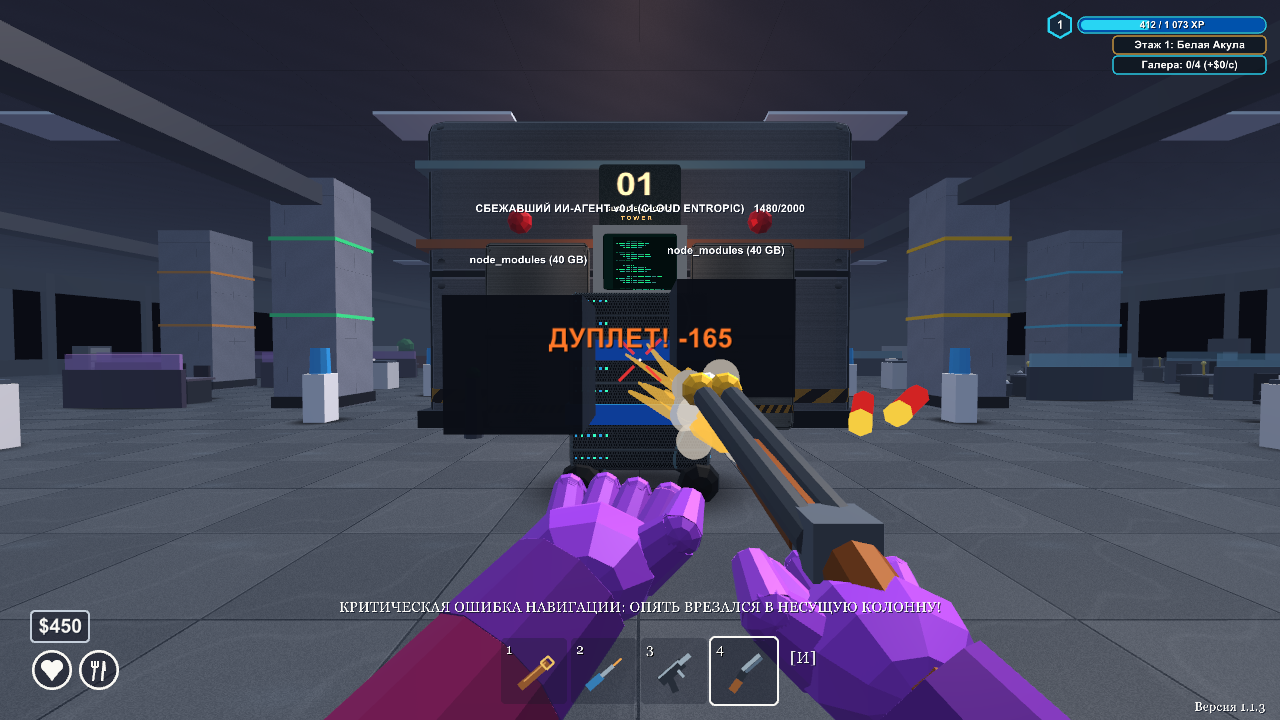 1
412 / 1 073 XP
Этаж 1: Белая Акула
Галера: 0/4 (+$0/с)
01
СБЕЖАВШИЙ ИИ-АГЕНТ v0.1 (CLOUD ENTROPIC) 1480/2000
TOWER
node_modules (40 GB)
node_modules (40 GB)
ДУПЛЕТ! -165
КРИТИЧЕСКАЯ ОШИБКА НАВИГАЦИИ: ОПЯТЬ ВРЕЗАЛСЯ В НЕСУЩУЮ КОЛОННУ!
$450
1
2
3
4
[И]
Версия 1.1.3